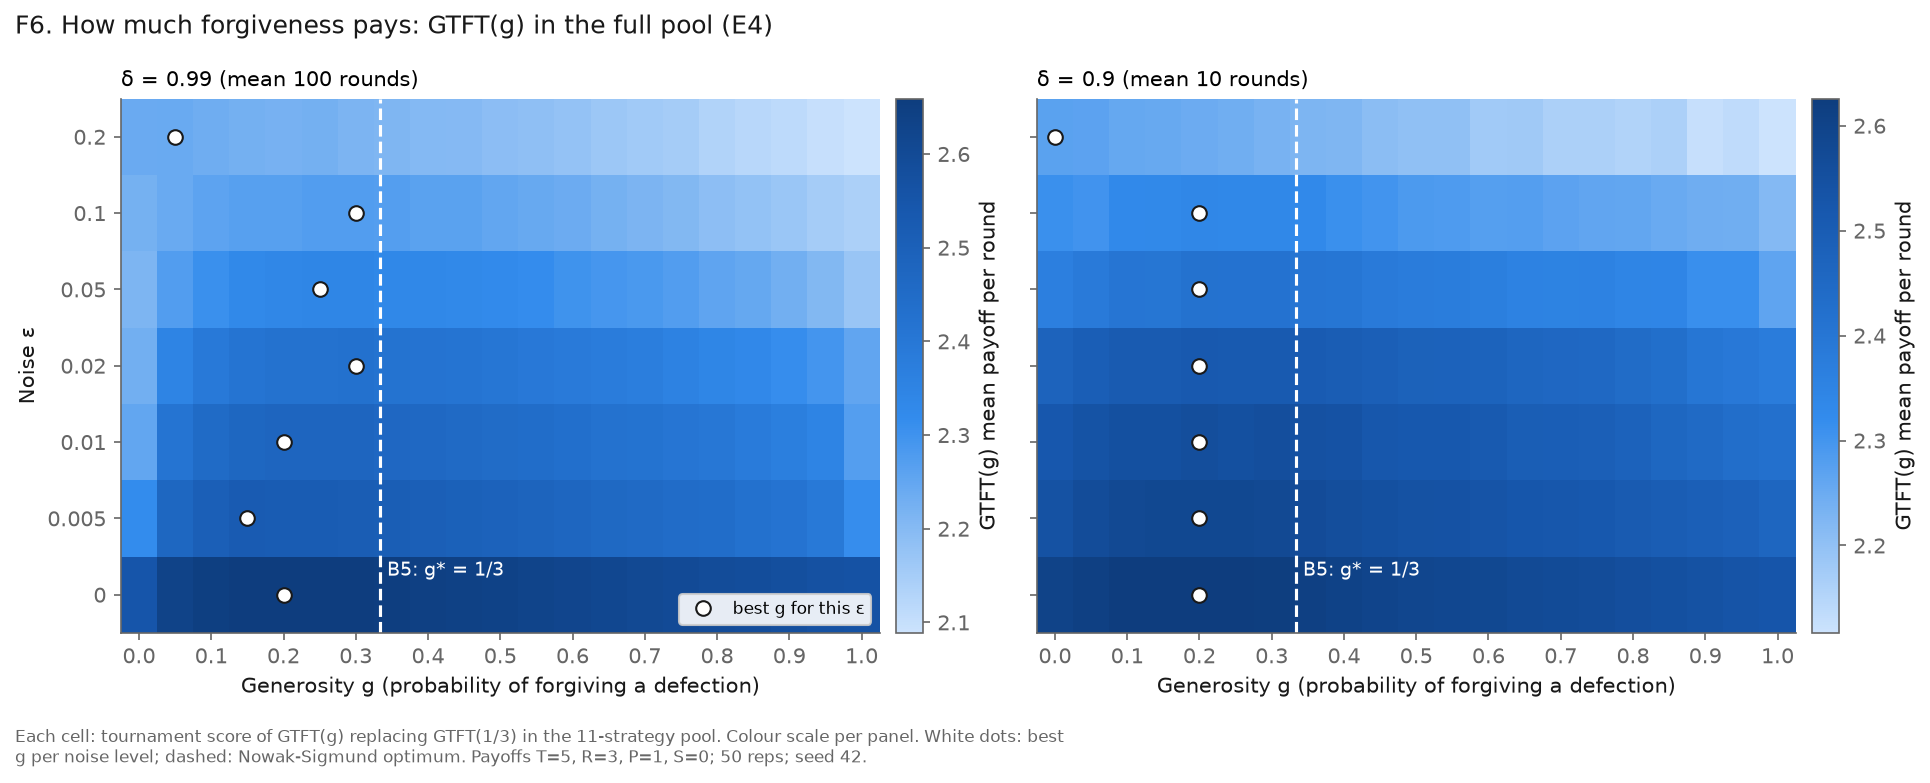 F6. How much forgiveness pays: GTFT(g) in the full pool (E4)
δ = 0.99 (mean 100 rounds)
Noise ε
0.2
0.1
0.05
0.02
0.01
0.005
0
B5: g* = 1/3
best g for this ε
0.0 0.1 0.2 0.3 0.4 0.5 0.6 0.7 0.8 0.9 1.0
Generosity g (probability of forgiving a defection)
2.6
2.5
2.4
2.3
2.2
2.1
GTFT(g) mean payoff per round
δ = 0.9 (mean 10 rounds)
B5: g* = 1/3
0.0 0.1 0.2 0.3 0.4 0.5 0.6 0.7 0.8 0.9 1.0
Generosity g (probability of forgiving a defection)
2.6
2.5
2.4
2.3
2.2
GTFT(g) mean payoff per round
Each cell: tournament score of GTFT(g) replacing GTFT(1/3) in the 11-strategy pool. Colour scale per panel. White dots: best
g per noise level; dashed: Nowak-Sigmund optimum. Payoffs T=5, R=3, P=1, S=0; 50 reps; seed 42.